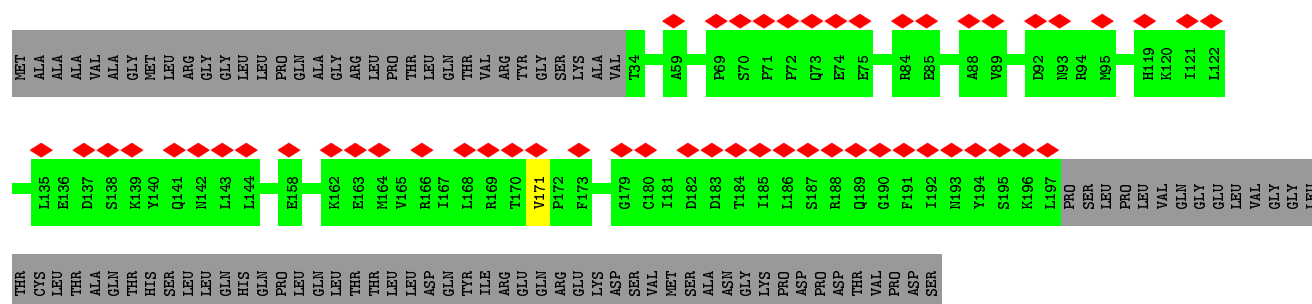 MET ALA ALA ALA VAL ALA GLY MET LEU ARG GLY GLY LEU LEU PRO GLN ALA GLY ARG LEU PRO THR LEU GLN THR VAL ARG TYR GLY SER LYS ALA VAL T34 A59 P69 S70 P71 P72 Q73 E74 E75 R84 E85 A88 V89 D92 N93 R94 M95 H119 K120 I121 L122
L135 E136 D137 S138 K139 Y140 Q141 N142 L143 L144 E158 K162 E163 M164 V165 R166 I167 L168 R169 T170 V171 P172 F173 G179 C180 I181 D182 D183 T184 I185 L186 S187 R188 Q189 G190 F191 I192 N193 Y194 S195 K196 L197 PRO SER LEU PRO LEU VAL GLN GLY GLU LEU VAL GLY GLY LEU
THR CYS LEU THR ALA GLN THR HIS SER LEU LEU GLN HIS GLN PRO LEU GLN LEU THR THR LEU LEU ASP GLN TYR ILE ARG GLU GLN ARG GLU LYS ASP SER VAL MET SER ALA ASN GLY LYS PRO ASP PRO ASP THR VAL PRO ASP SER